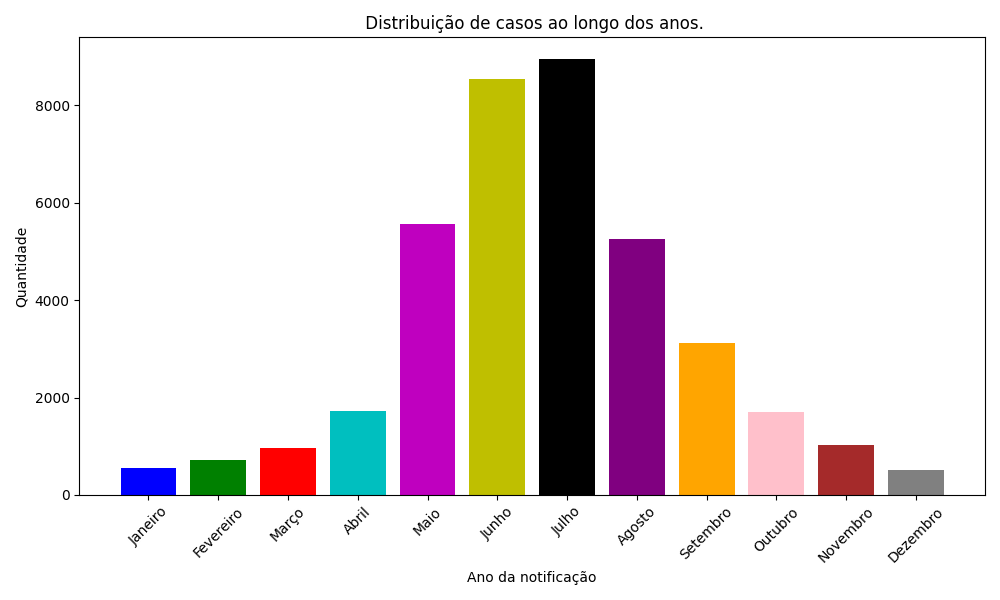 Distribuição de casos ao longo dos anos.
Quantidade
8000
6000
4000
2000
0
Janeiro
Fevereiro
Março
Abril
Maio
Junho
Julho
Agosto
Setembro
Outubro
Novembro
Dezembro
Ano da notificação